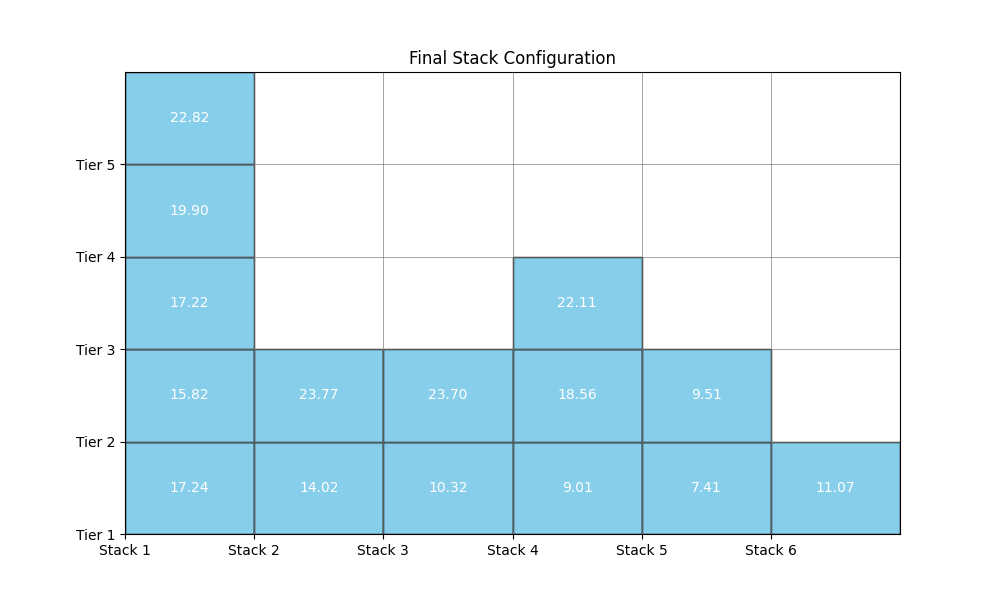 Final Stack Configuration
22.82
Tier 5
19.90
Tier 4
17.22 22.11
Tier 3
15.82 23.77 23.70 18.56 9.51
Tier 2
17.24 14.02 10.32 9.01 7.41 11.07
Tier 1
Stack 1 Stack 2 Stack 3 Stack 4 Stack 5 Stack 6